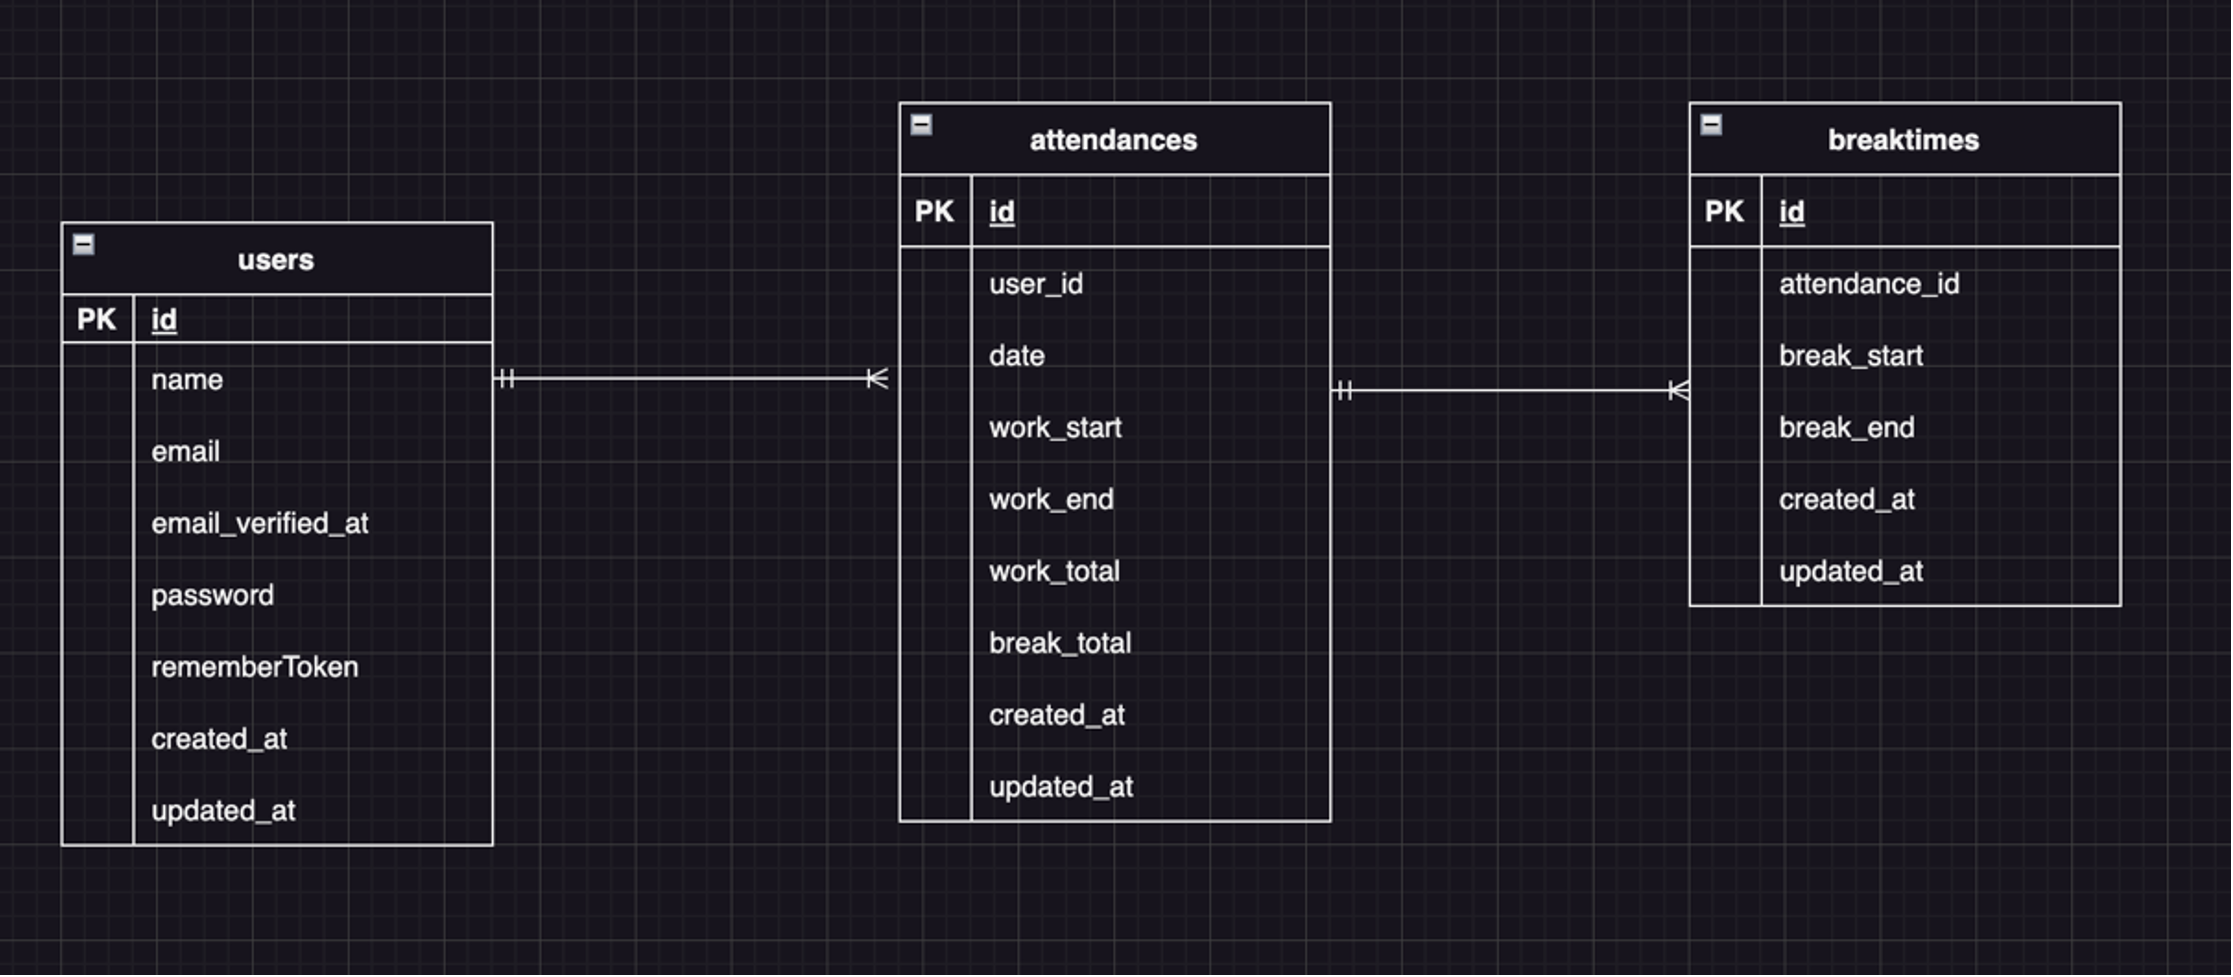 users
PK id
name
email
email_verified_at
password
rememberToken
created_at
updated_at
attendances
PK id
user_id
date
work_start
work_end
work_total
break_total
created_at
updated_at
breaktimes
PK id
attendance_id
break_start
break_end
created_at
updated_at